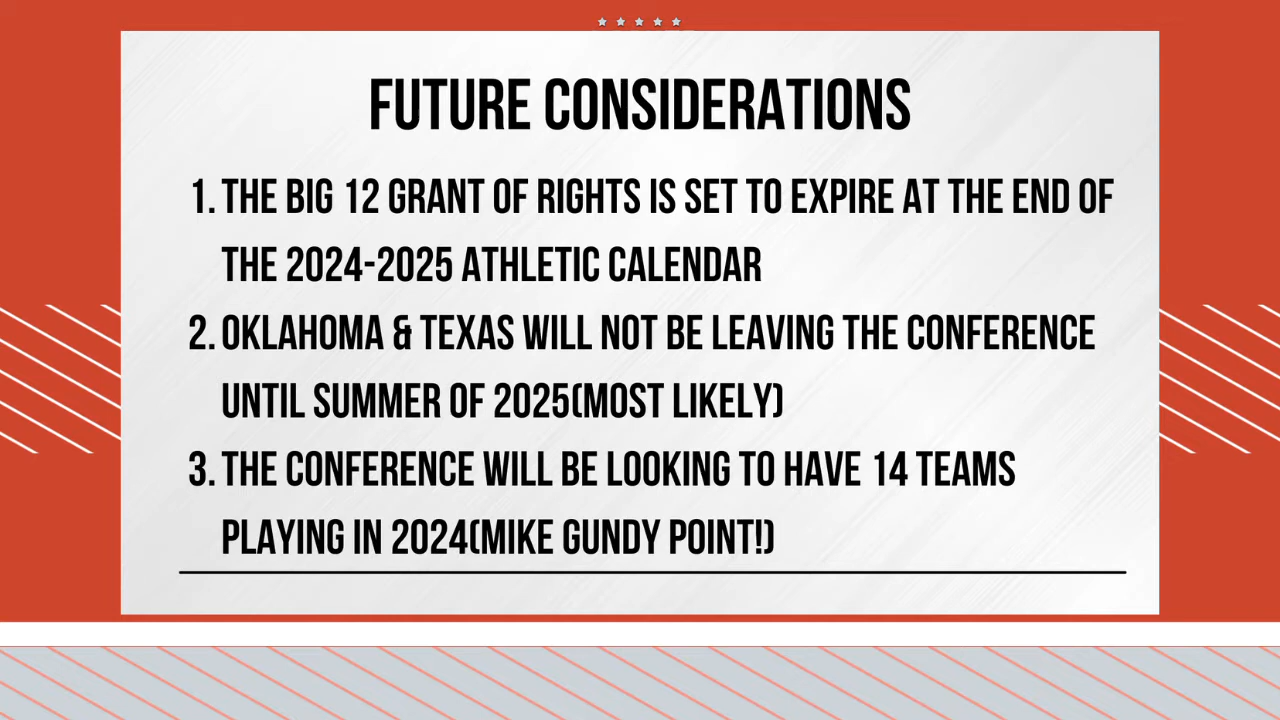 FUTURE CONSIDERATIONS
1. THE BIG 12 GRANT OF RIGHTS IS SET TO EXPIRE AT THE END OF
THE 2024-2025 ATHLETIC CALENDAR
2. OKLAHOMA & TEXAS WILL NOT BE LEAVING THE CONFERENCE
UNTIL SUMMER OF 2025(MOST LIKELY)
3. THE CONFERENCE WILL BE LOOKING TO HAVE 14 TEAMS
PLAYING IN 2024(MIKE GUNDY POINT!)